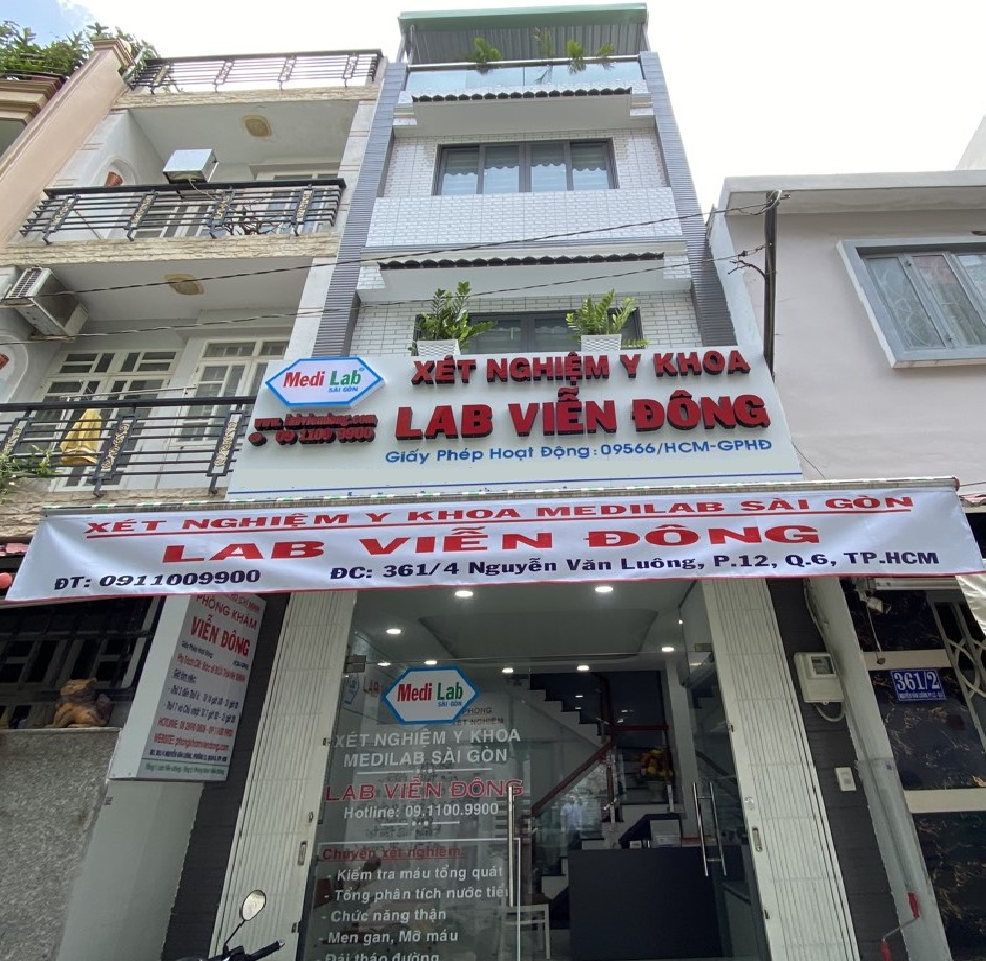 Medi Lab
SÀI GÒN
XÉT NGHIỆM Y KHOA
LAB VIỄN ĐÔNG
09 1100 9900
Giấy Phép Hoạt Động: 09566/HCM-GPHĐ
XÉT NGHIỆM Y KHOA MEDILAB SÀI GÒN
LAB VIỄN ĐÔNG
ĐT: 0911009900
ĐC: 361/4 Nguyễn Văn Luông, P.12, Q.6, TP.HCM
PHÒNG KHÁM
VIỄN ĐÔNG
361/2
Medi Lab
SÀI GÒN
XÉT NGHIỆM Y KHOA
MEDILAB SÀI GÒN
LAB VIỄN ĐÔNG
Hotline: 09.1100.9900
Chuyên xét nghiệm:
- Kiểm tra máu tổng quát
- Tổng phân tích nước tiểu
- Chức năng thận
- Men gan, Mỡ máu
Đái tháo đường